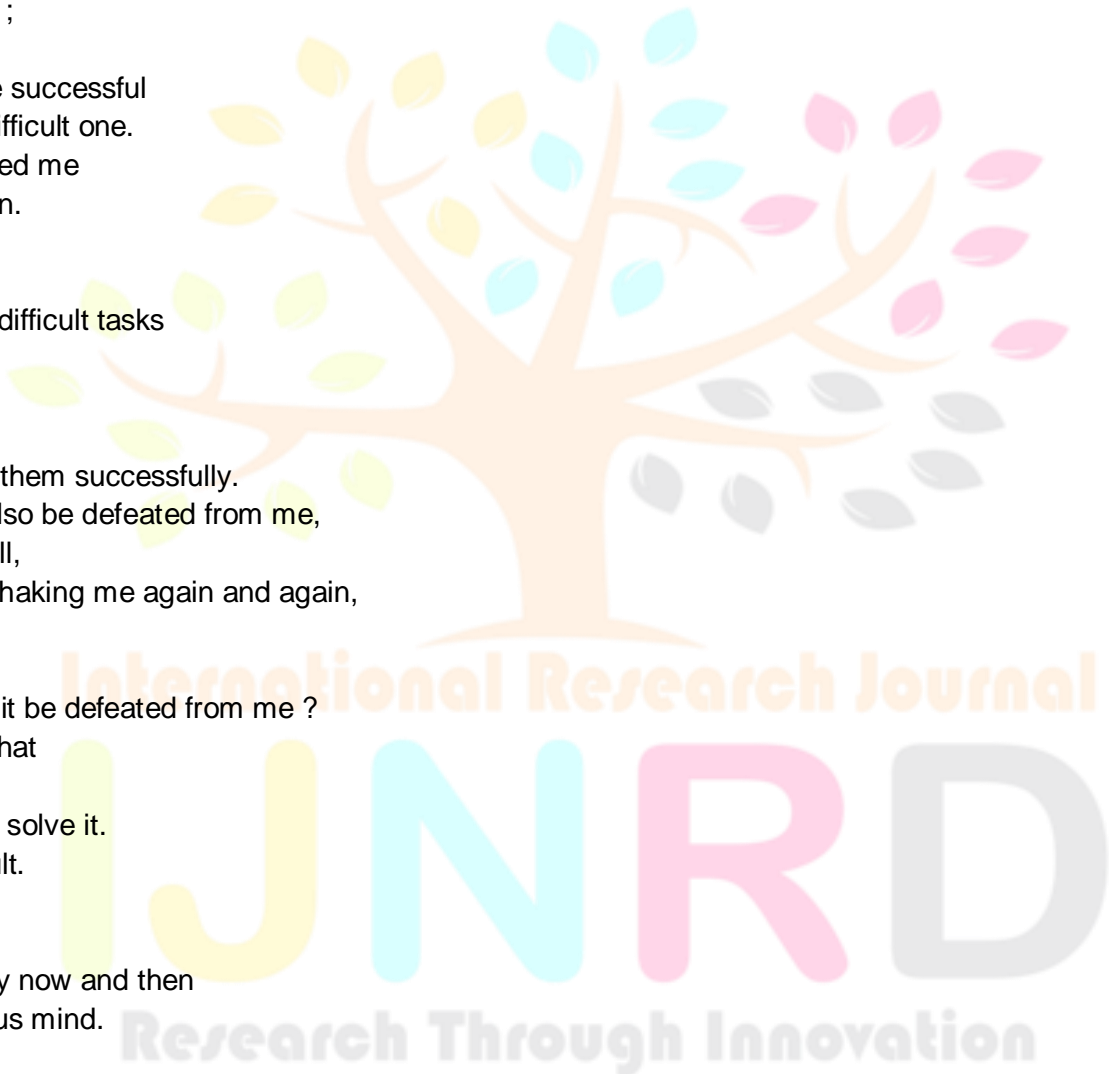 ;
successful
ifficult one.
ed me
n.
difficult tasks
them successfully.
lso be defeated from me,
ll,
haking me again and again,
International Research Journal
it be defeated from me ?
hat
IJNRD
solve it.
ult.
y now and then
us mind.
Research Through Innovation